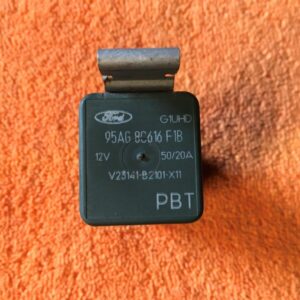 Ford G1UHD
95AG 8C616 F1B
12V 50/20A
V23141-B2101-X11
PBT